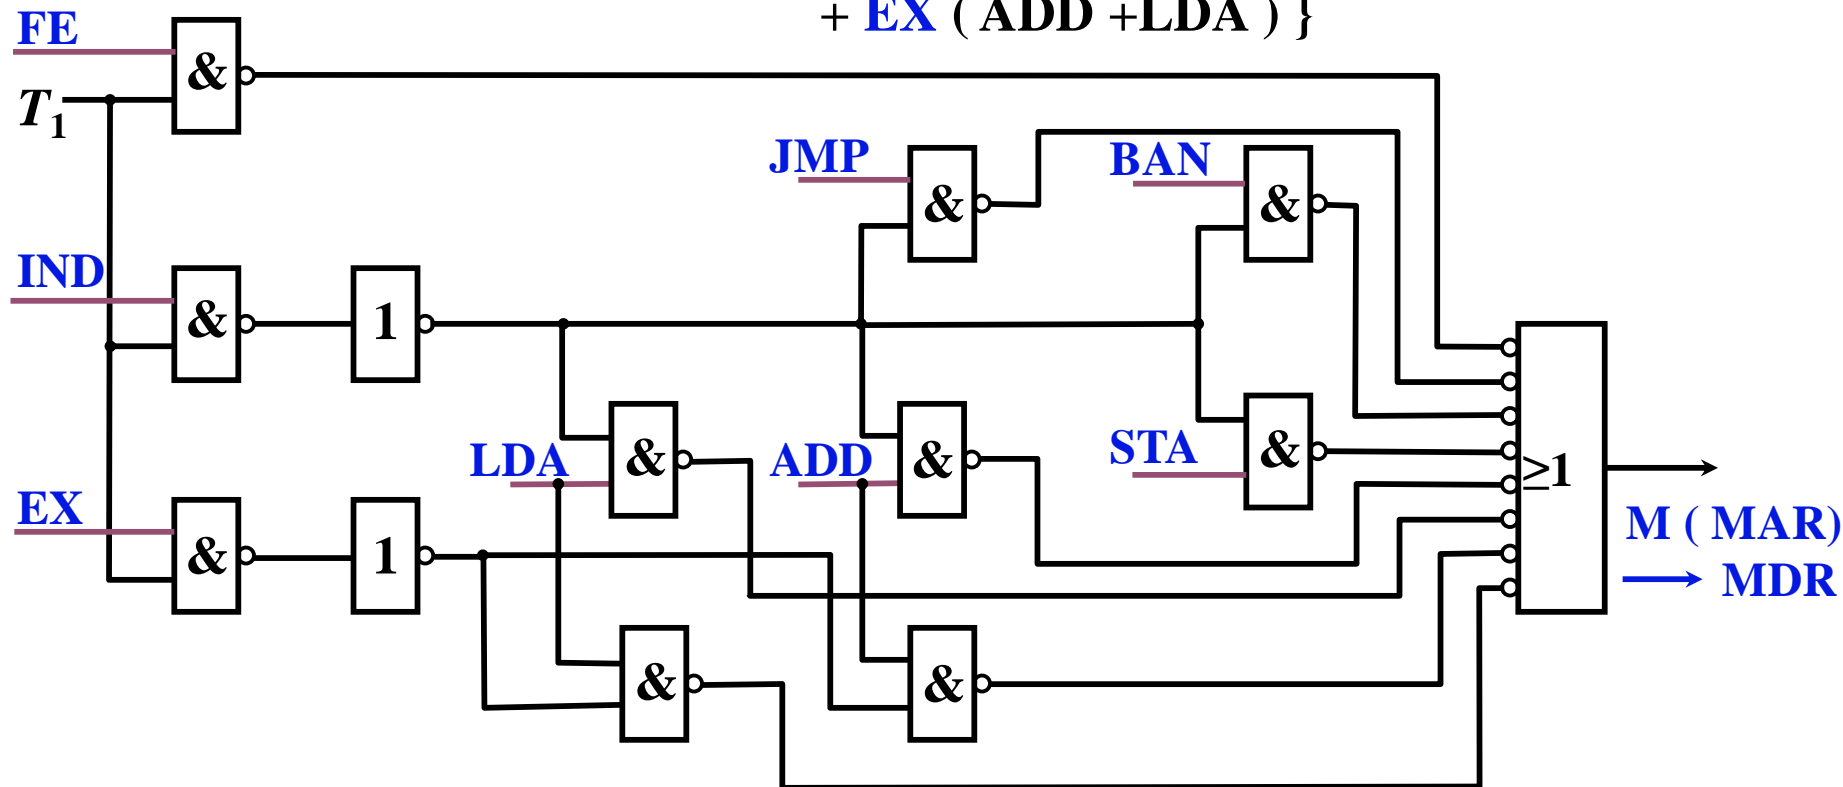 + EX ( ADD +LDA ) }
FE
&
T1
JMP
&
BAN
&
IND
&
1
LDA
&
ADD
&
STA
&
≥1
EX
&
1
M ( MAR)
→ MDR
&
&